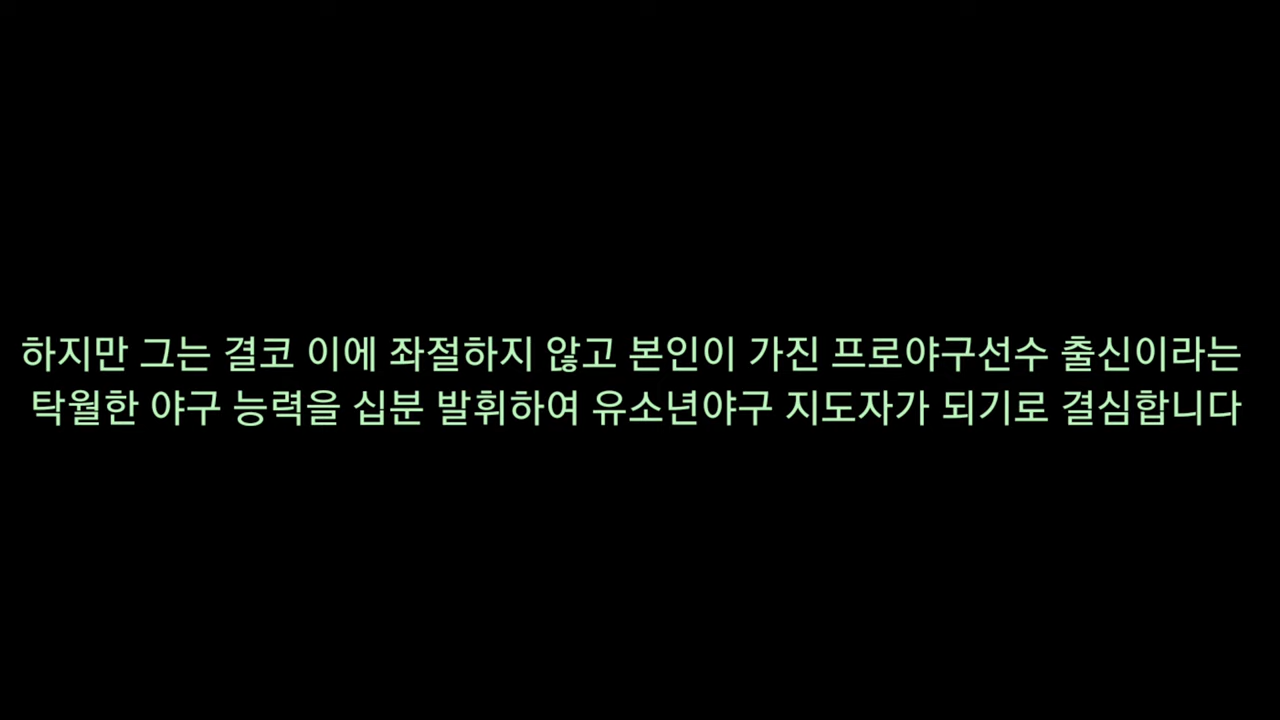 하지만 그는 결코 이에 좌절하지 않고 본인이 가진 프로야구선수 출신이라는
탁월한 야구 능력을 십분 발휘하여 유소년야구 지도자가 되기로 결심합니다